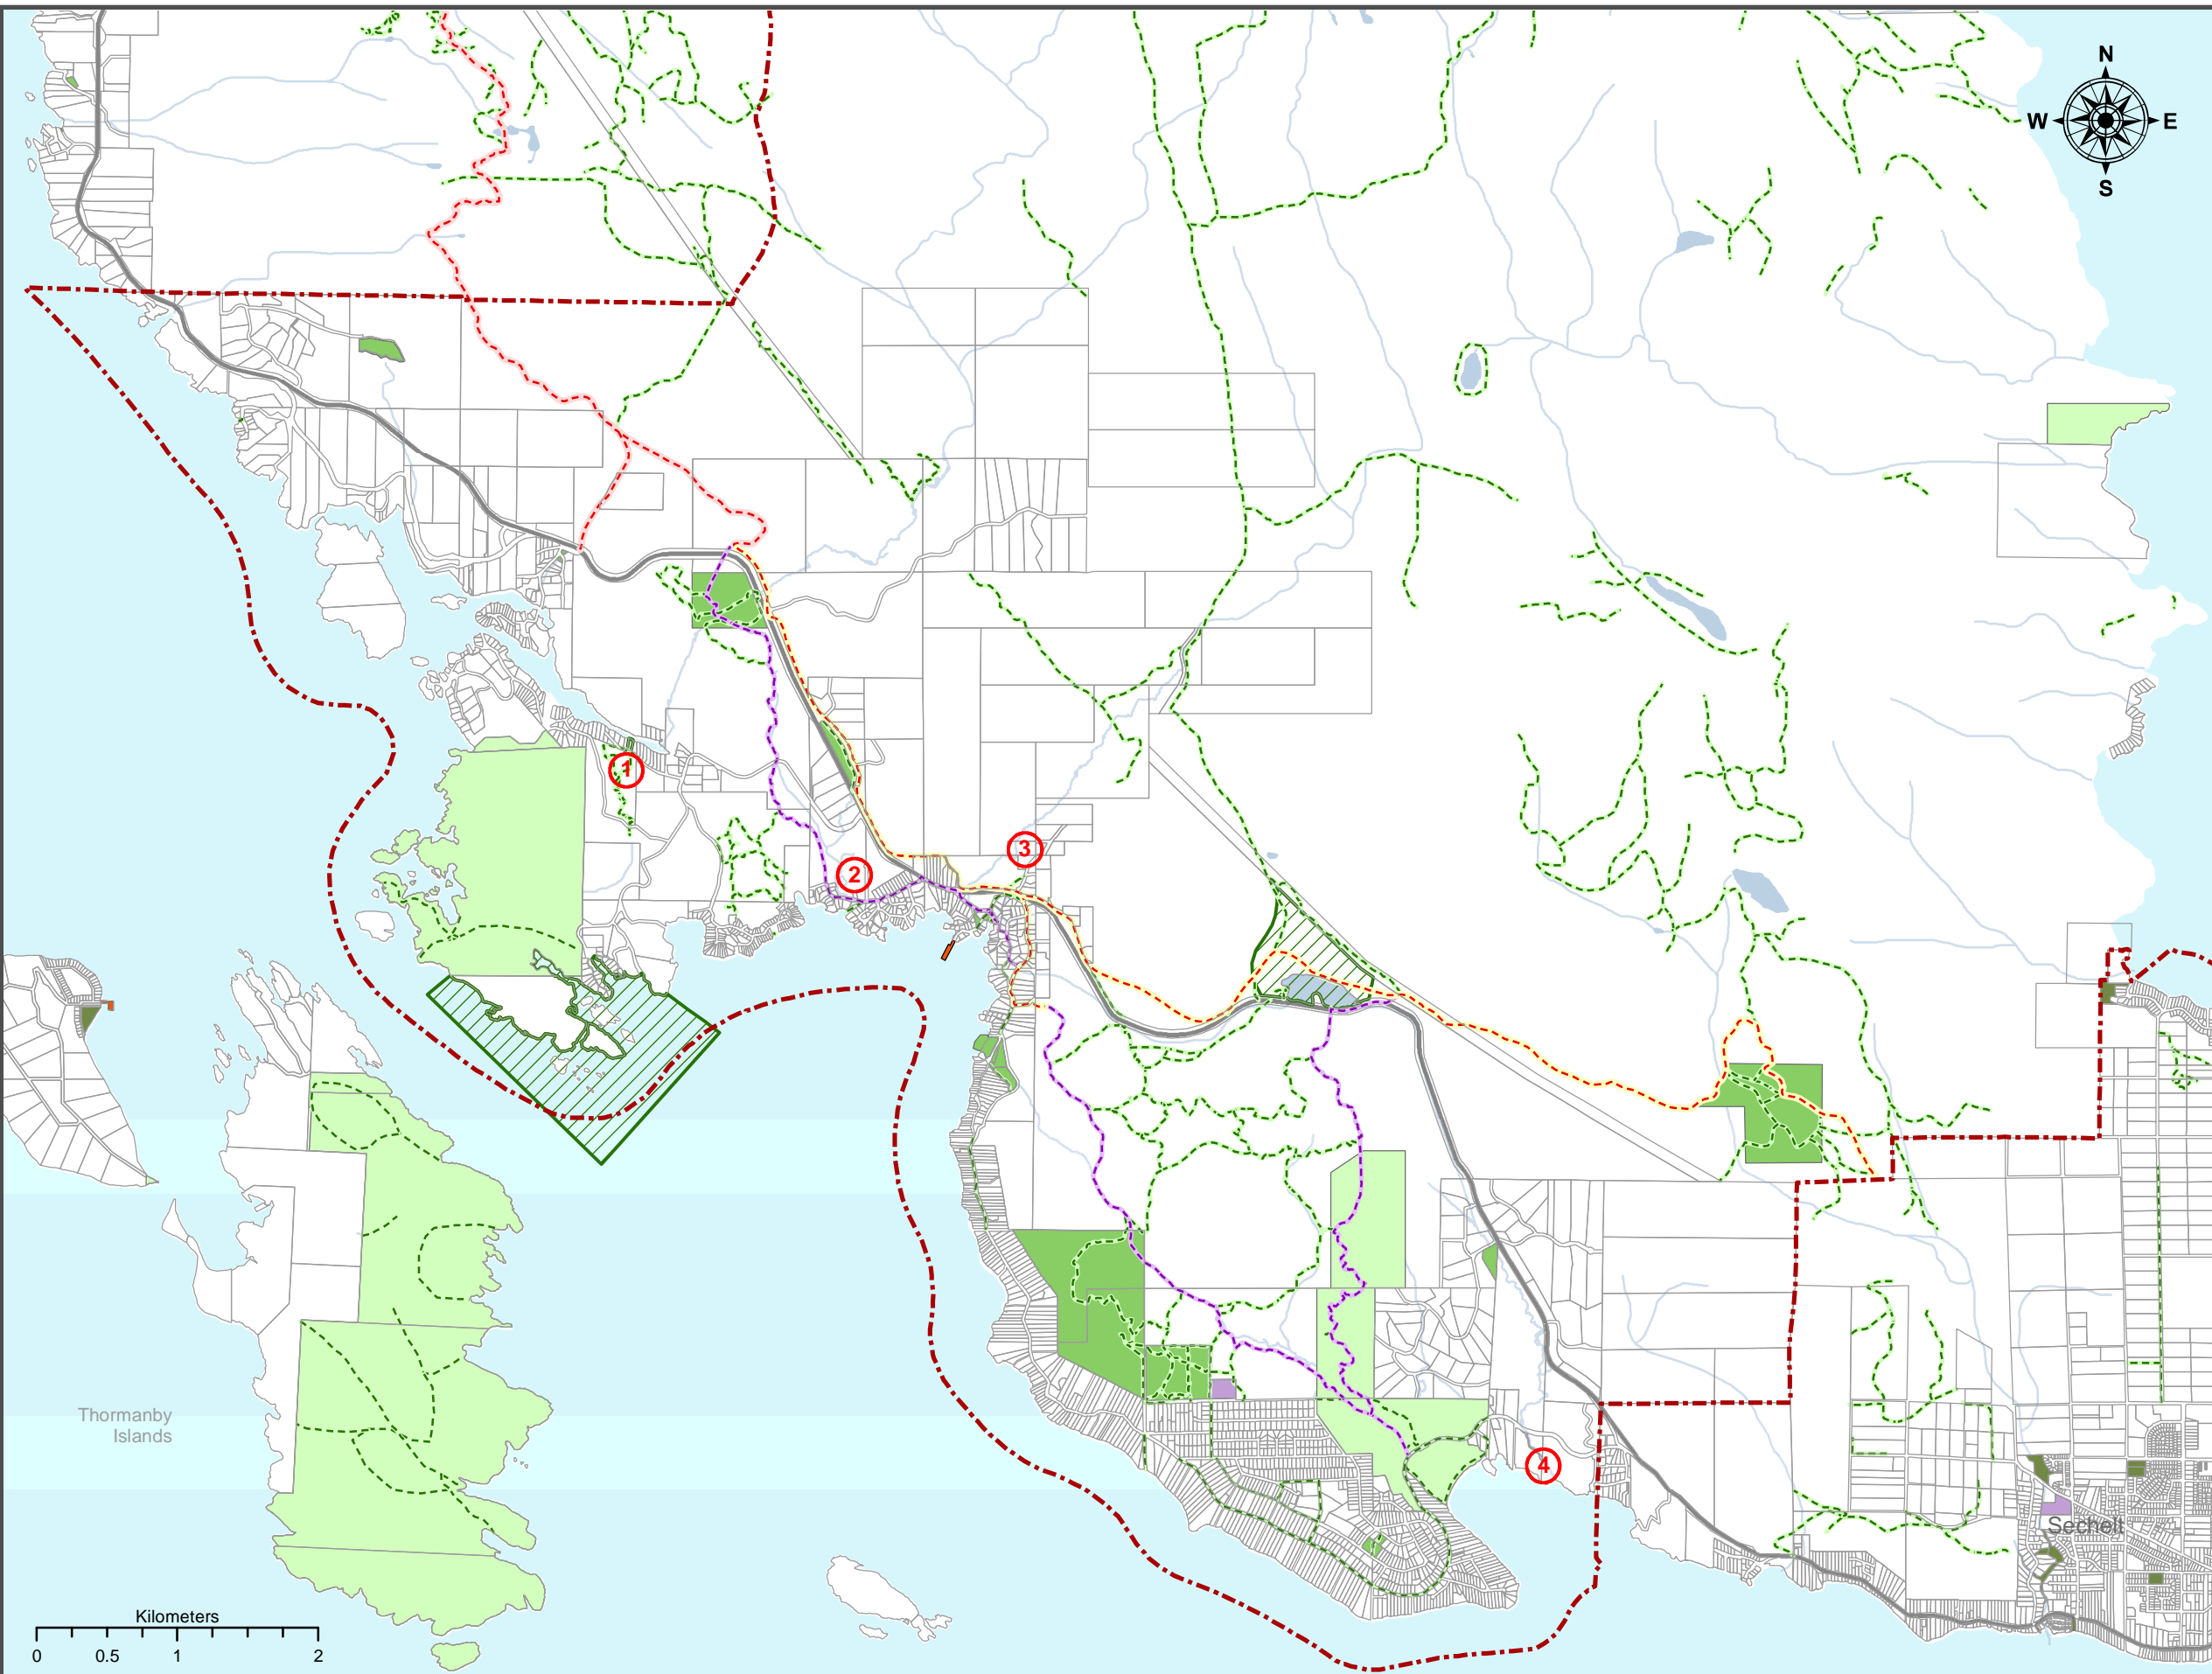 N
W E
S
1
2
3
4
Thormanby
Islands
Sechelt
Kilometers
0 0.5 1 2